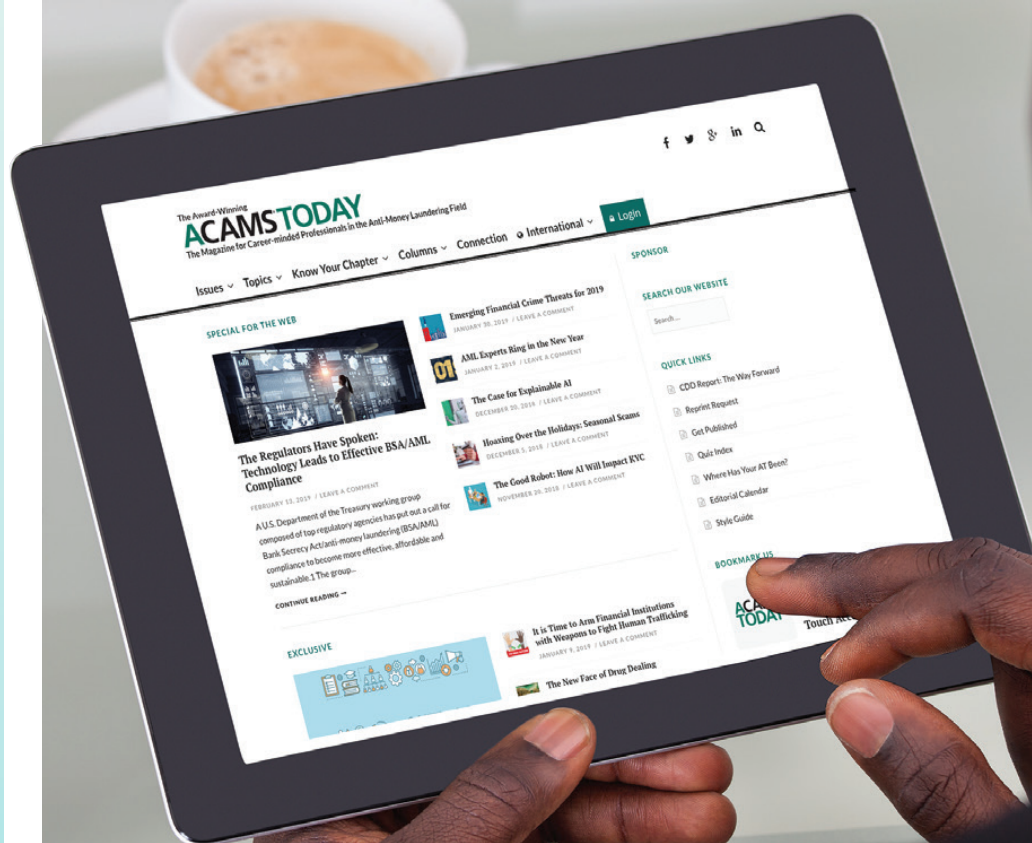 The Award-Winning
ACAMS TODAY
The Magazine for Career-minded Professionals in the Anti-Money Laundering Field
Issues
Topics
Know Your Chapter
Columns
Connection
International
Login
SPECIAL FOR THE WEB
The Regulators Have Spoken:
Technology Leads to Effective BSA/AML
Compliance
FEBRUARY 13, 2019 / LEAVE A COMMENT
A U.S. Department of the Treasury working group
composed of top regulatory agencies has put out a call for
Bank Secrecy Act/anti-money laundering (BSA/AML)
compliance to become more effective, affordable and
sustainable.1 The group...
CONTINUE READING →
Emerging Financial Crime Threats for 2019
JANUARY 30, 2019 / LEAVE A COMMENT
01
AML Experts Ring in the New Year
JANUARY 2, 2019 / LEAVE A COMMENT
The Case for Explainable AI
DECEMBER 20, 2018 / LEAVE A COMMENT
Hoaxing Over the Holidays: Seasonal Scams
DECEMBER 5, 2018 / LEAVE A COMMENT
The Good Robot: How AI Will Impact KYC
NOVEMBER 26, 2018 / LEAVE A COMMENT
SPONSOR
SEARCH OUR WEBSITE
Search...
QUICK LINKS
CDD Report: The Way Forward
Reprint Request
Get Published
Quiz Index
Where Has Your AT Been?
Editorial Calendar
Style Guide
BOOKMARK US
ACA
TODAY
Touch
EXCLUSIVE
It is Time to Arm Financial Institutions
with Weapons to Fight Human Trafficking
JANUARY 9, 2019 / LEAVE A COMMENT
The New Face of Drug Dealing